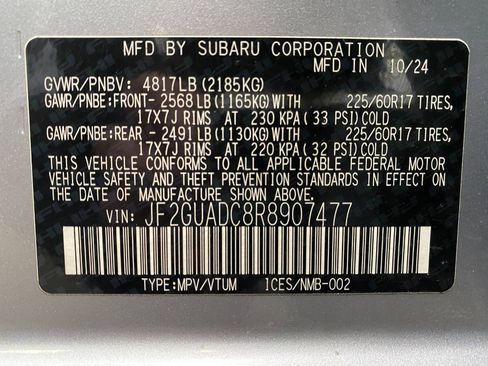 MFD BY SUBARU CORPORATION
MFD IN 10/24
GVWR/PNBV: 4817LB (2185KG)
GAWR/PNBE:FRONT- 2568 LB (1165KG)WITH 225/60R17 TIRES,
17X7J RIMS AT 230 KPA (33 PSI) COLD
GAWR/PNBE:REAR - 2491 LB (1130KG)WITH 225/60R17 TIRES,
17X7J RIMS AT 220 KPA (32 PSI) COLD
THIS VEHICLE CONFORMS TO ALL APPLICABLE FEDERAL MOTOR
VEHICLE SAFETY AND THEFT PREVENTION STANDARDS IN EFFECT ON
THE DATE OF MANUFACTURE SHOWN ABOVE.
VIN: JF2GUADC8R8907477
TYPE:MPV/VTUM 1CES/NMB-002